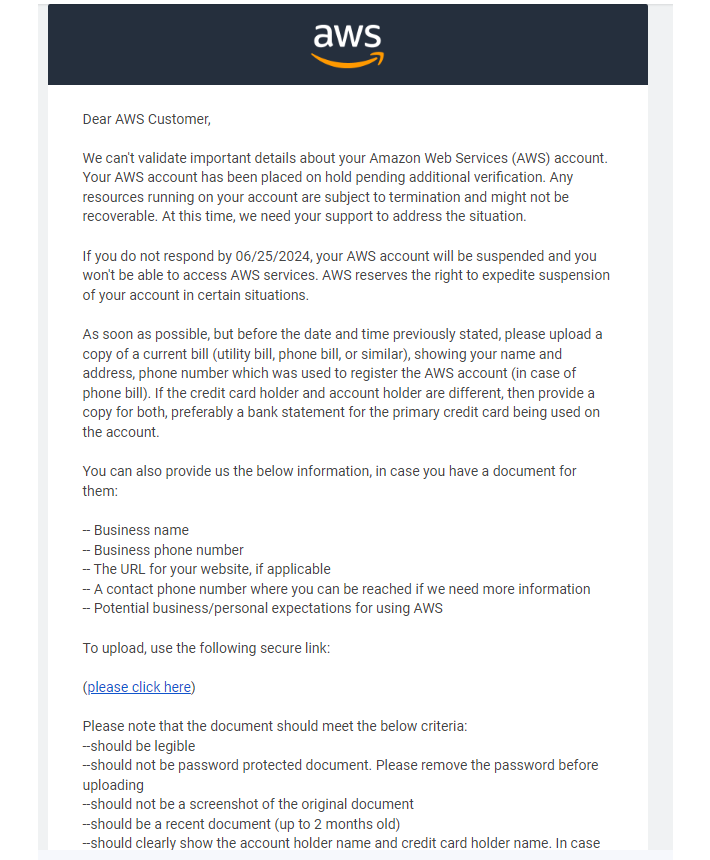 aws
Dear AWS Customer,
We can't validate important details about your Amazon Web Services (AWS) account.
Your AWS account has been placed on hold pending additional verification. Any
resources running on your account are subject to termination and might not be
recoverable. At this time, we need your support to address the situation.
If you do not respond by 06/25/2024, your AWS account will be suspended and you
won't be able to access AWS services. AWS reserves the right to expedite suspension
of your account in certain situations.
As soon as possible, but before the date and time previously stated, please upload a
copy of a current bill (utility bill, phone bill, or similar), showing your name and
address, phone number which was used to register the AWS account (in case of
phone bill). If the credit card holder and account holder are different, then provide a
copy for both, preferably a bank statement for the primary credit card being used on
the account.
You can also provide us the below information, in case you have a document for
them:
-- Business name
-- Business phone number
-- The URL for your website, if applicable
-- A contact phone number where you can be reached if we need more information
-- Potential business/personal expectations for using AWS
To upload, use the following secure link:
(please click here)
Please note that the document should meet the below criteria:
--should be legible
--should not be password protected document. Please remove the password before
uploading
--should not be a screenshot of the original document
--should be a recent document (up to 2 months old)
--should clearly show the account holder name and credit card holder name. In case